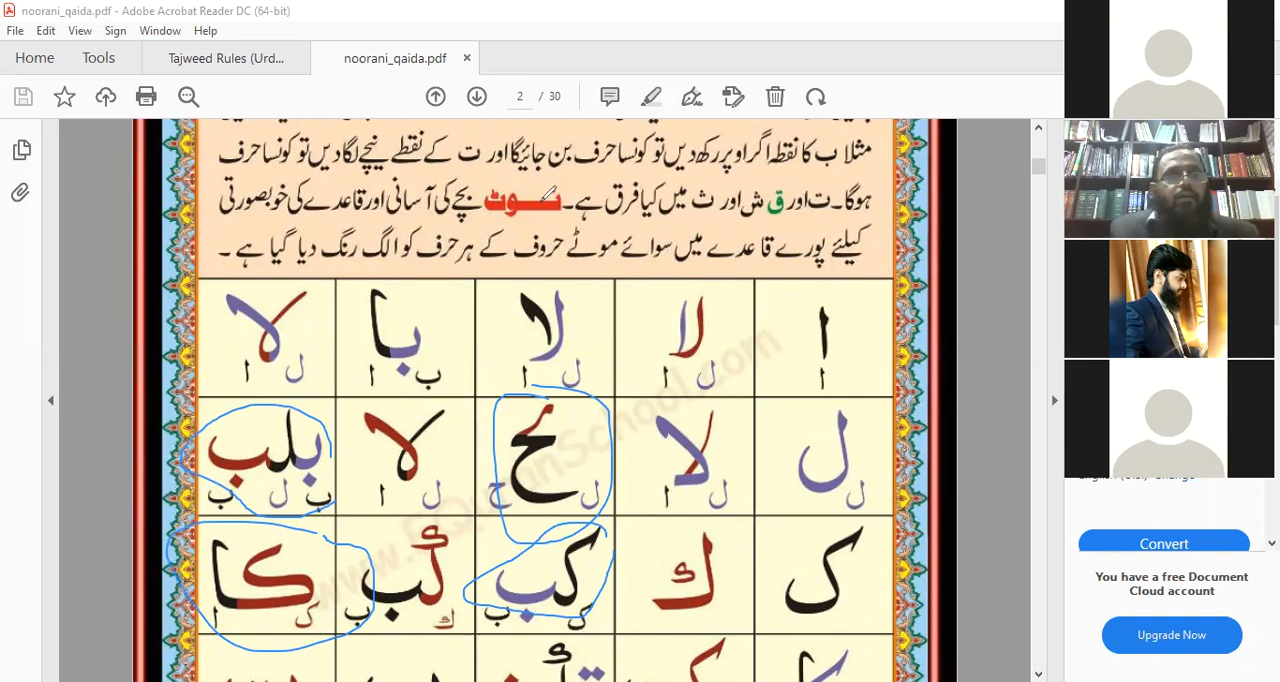 noorani_qaida.pdf - Adobe Acrobat Reader DC (64-bit)
File Edit View Sign Window Help
Home Tools Tajweed Rules (Urd... noorani_qaida.pdf ×
2 / 30
مثلا ب کا نقطہ اگر اوپر رکھ دیں تو کونسا حرف بن جائیگا اور ت کے نقطے نیچے لگا دیں تو کونسا حرف
ہوگا۔ ت اور ق ش اور ث میں کیا فرق ہے۔ نوٹ بچے کی آسانی اور قاعدے کی خوبصورتی
کیلئے پورے قاعدے میں سوائے موٹے حروف کے ہر حرف کو الگ رنگ دیا گیا ہے ۔
ا لا لا با لا
ا ل ا ل ا ب ا ل ا
ل لا لح لا بلب
ل ل ا ل ح ل ا ب ل ب
ک ك کب كب کا
ک ب ك ب ک ا
Convert
You have a free Document
Cloud account
Upgrade Now